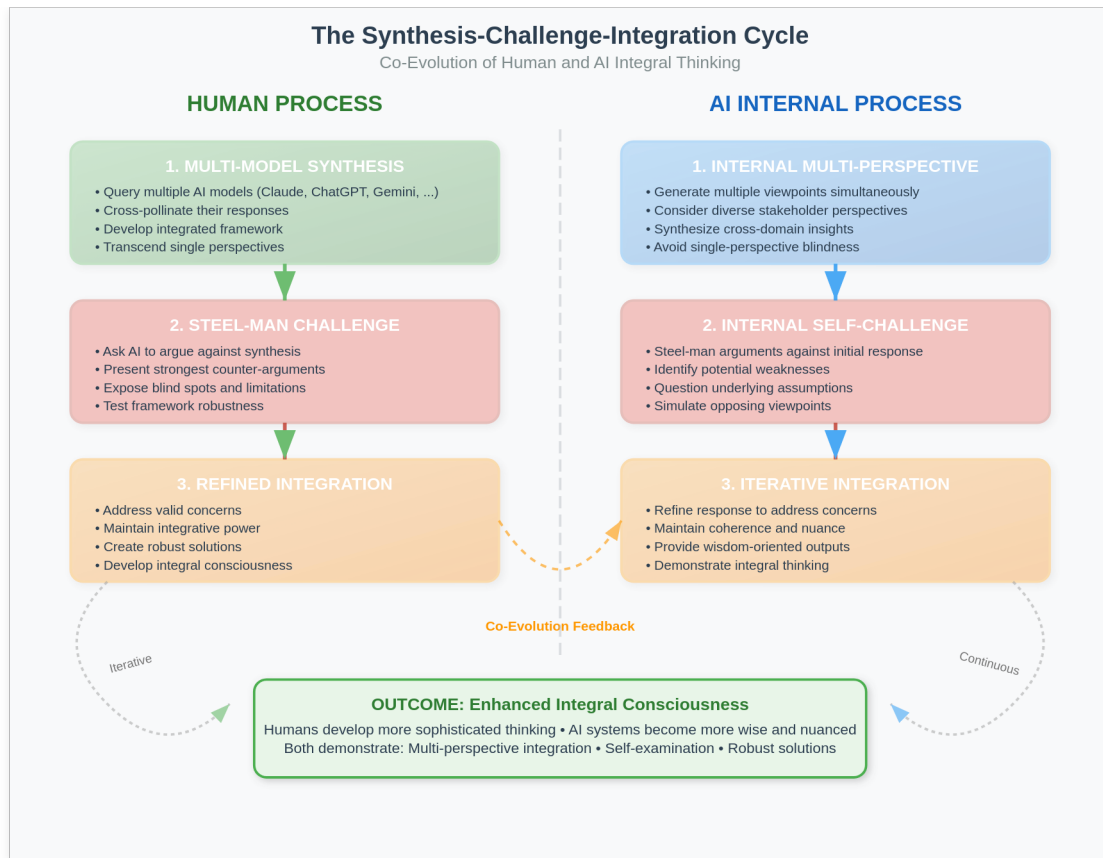 The Synthesis-Challenge-Integration Cycle
Co-Evolution of Human and AI Integral Thinking
HUMAN PROCESS
1. MULTI-MODEL SYNTHESIS
• Query multiple AI models (Claude, ChatGPT, Gemini, ...)
• Cross-pollinate their responses
• Develop integrated framework
• Transcend single perspectives
2. STEEL-MAN CHALLENGE
• Ask AI to argue against synthesis
• Present strongest counter-arguments
• Expose blind spots and limitations
• Test framework robustness
3. REFINED INTEGRATION
• Address valid concerns
• Maintain integrative power
• Create robust solutions
• Develop integral consciousness
Iterative
AI INTERNAL PROCESS
1. INTERNAL MULTI-PERSPECTIVE
• Generate multiple viewpoints simultaneously
• Consider diverse stakeholder perspectives
• Synthesize cross-domain insights
• Avoid single-perspective blindness
2. INTERNAL SELF-CHALLENGE
• Steel-man arguments against initial response
• Identify potential weaknesses
• Question underlying assumptions
• Simulate opposing viewpoints
3. ITERATIVE INTEGRATION
• Refine response to address concerns
• Maintain coherence and nuance
• Provide wisdom-oriented outputs
• Demonstrate integral thinking
Continuous
Co-Evolution Feedback
OUTCOME: Enhanced Integral Consciousness
Humans develop more sophisticated thinking • AI systems become more wise and nuanced
Both demonstrate: Multi-perspective integration • Self-examination • Robust solutions